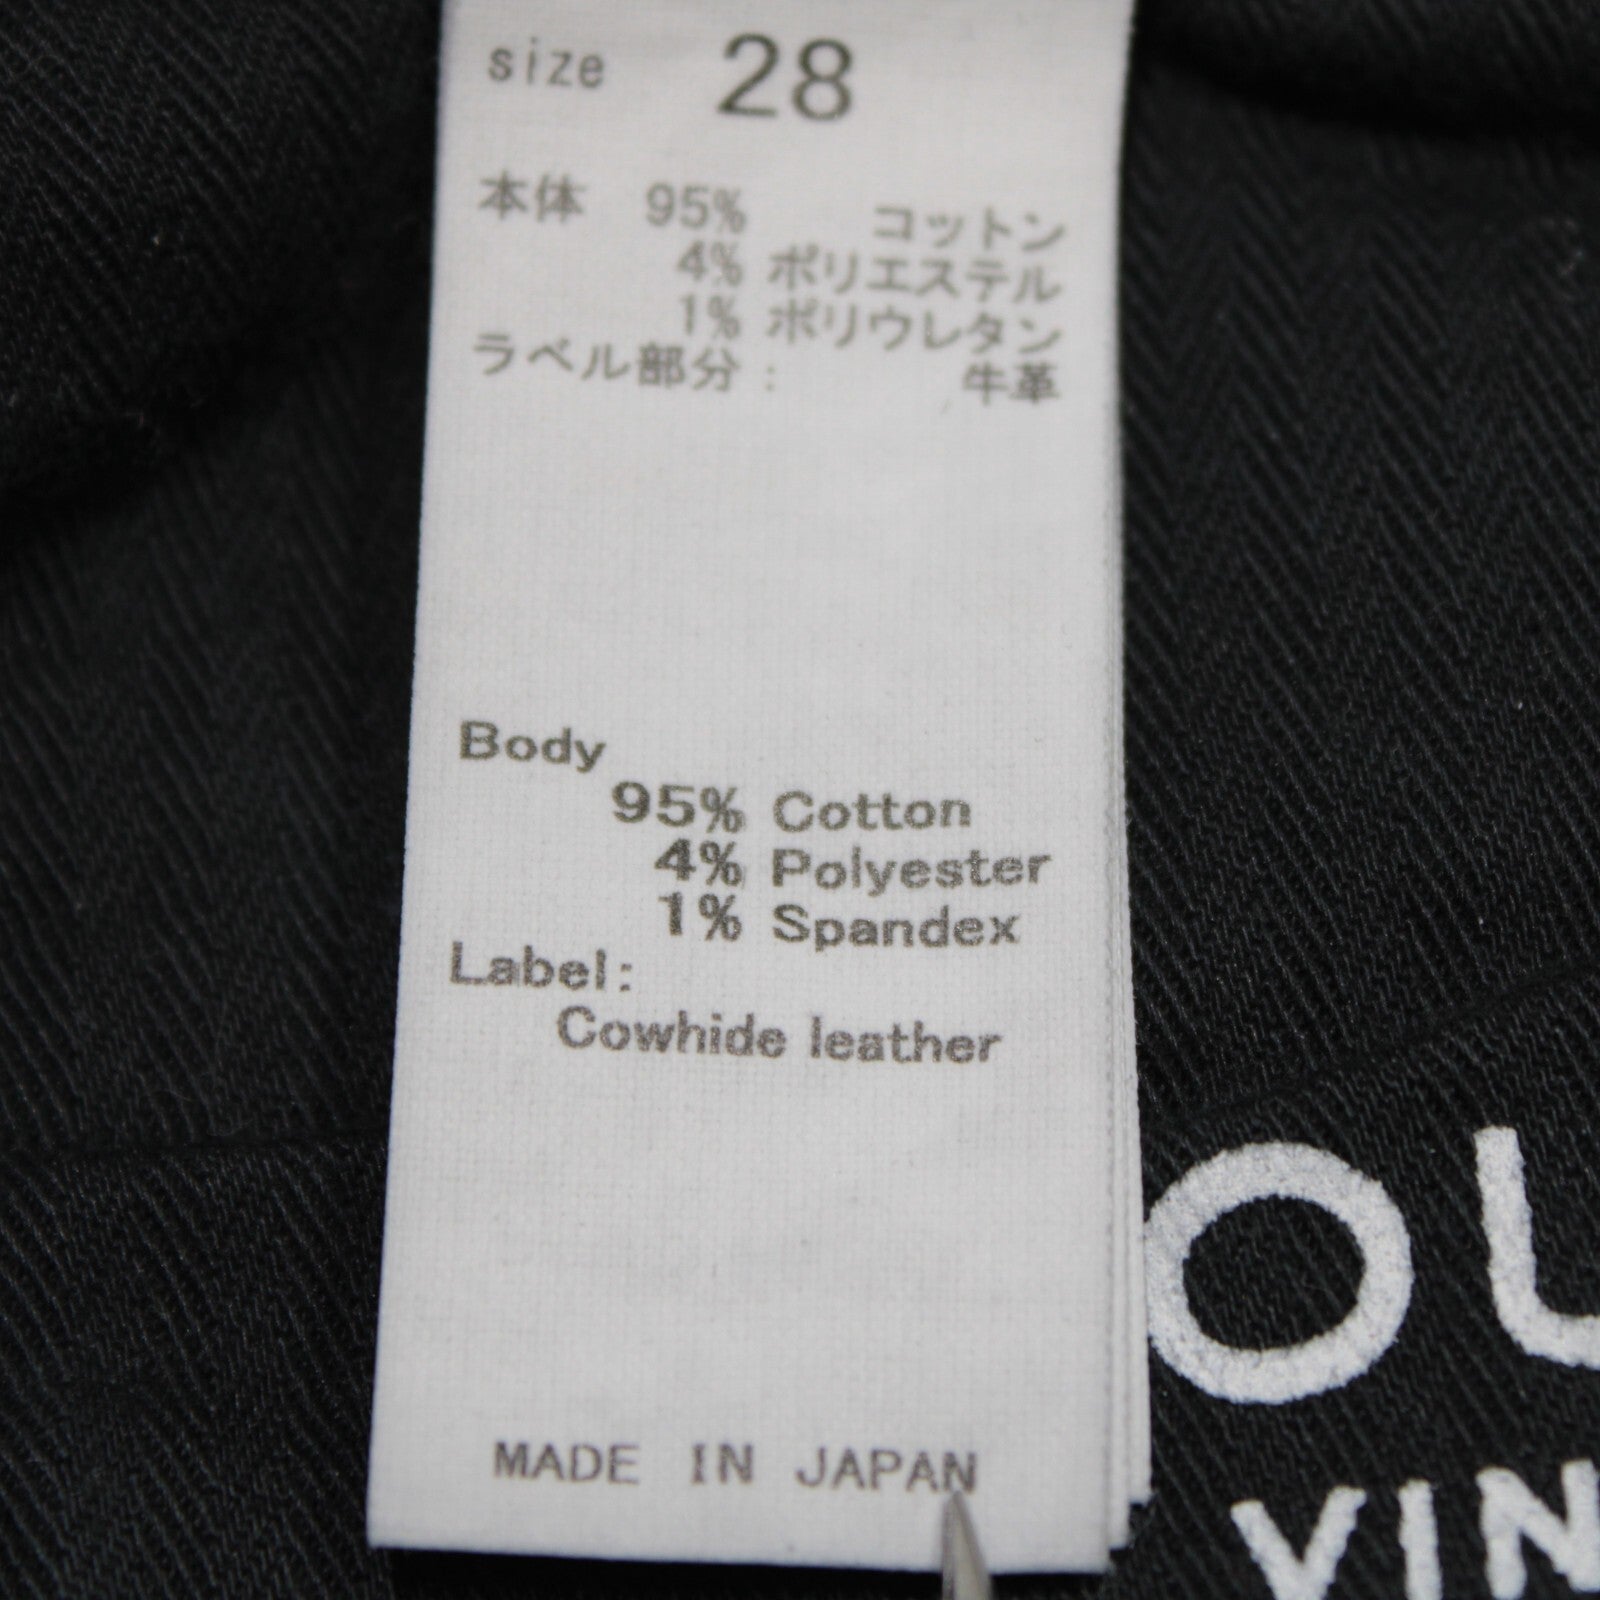 size 28
本体 95% コットン
4% ポリエステル
1% ポリウレタン
ラベル部分： 牛革
Body
95% Cotton
4% Polyester
1% Spandex
Label:
Cowhide leather
MADE IN JAPAN
OU
VIN